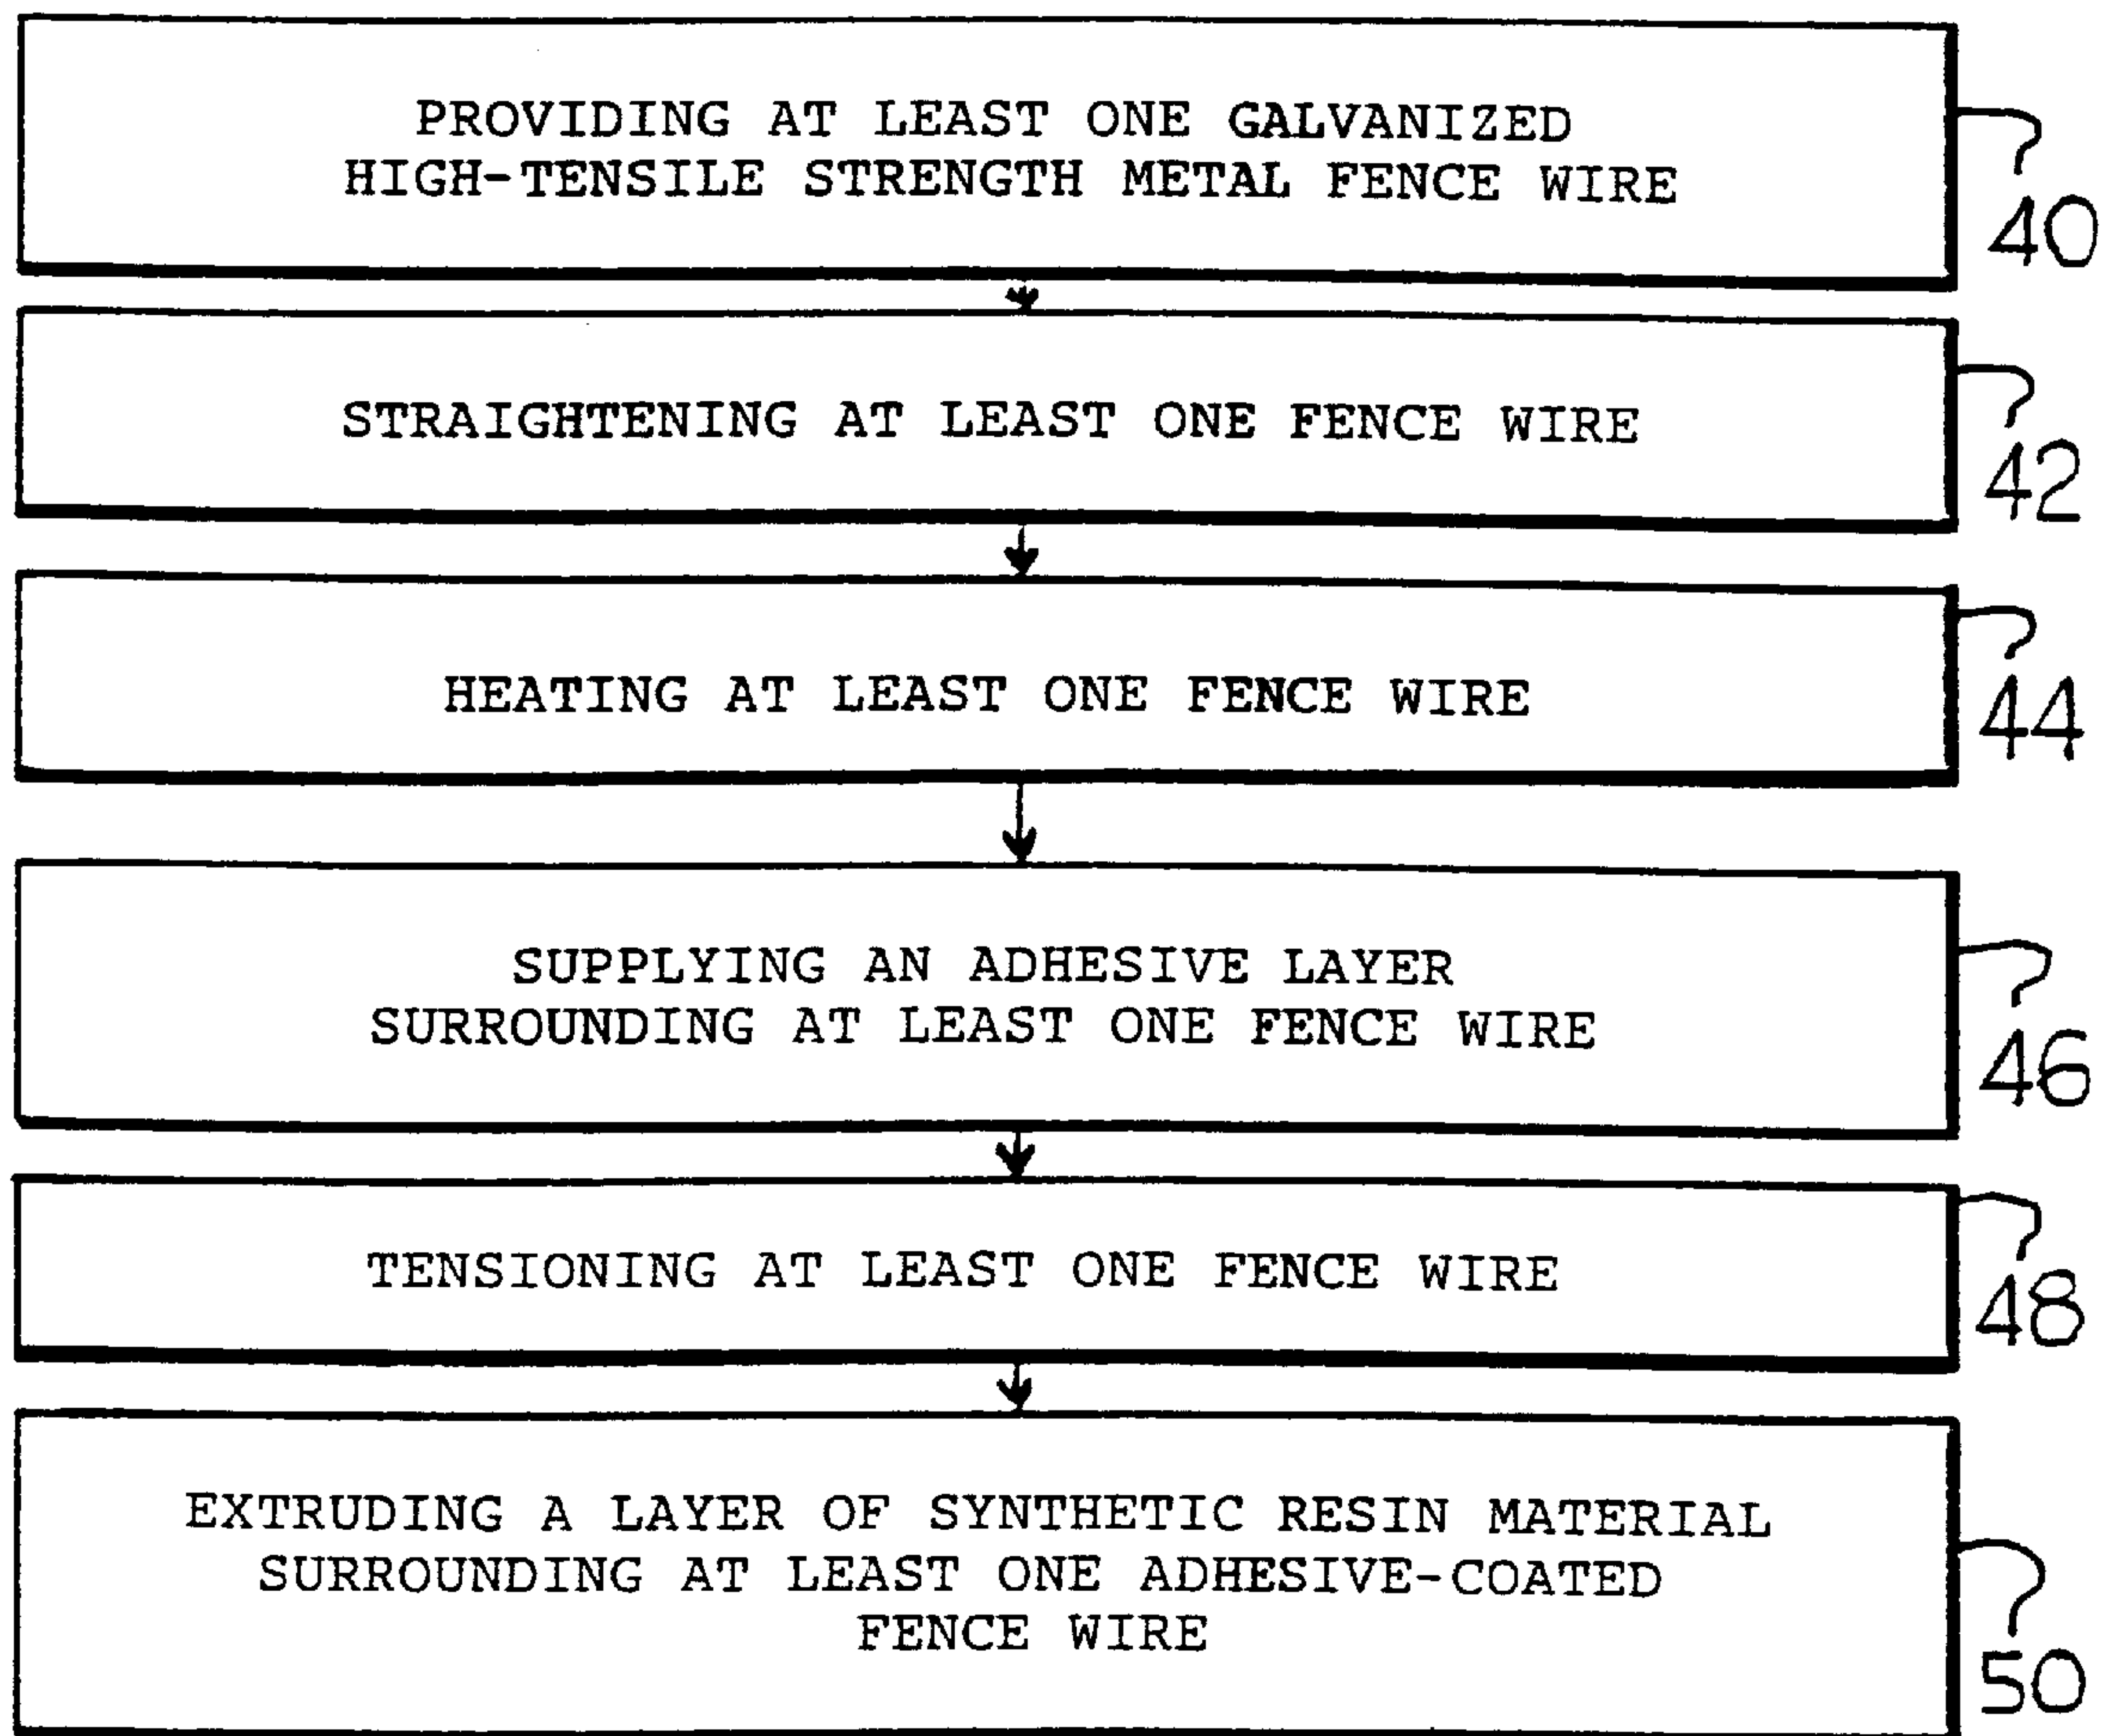 PROVIDING AT LEAST ONE GALVANIZED
HIGH-TENSILE STRENGTH METAL FENCE WIRE
40
STRAIGHTENING AT LEAST ONE FENCE WIRE
42
HEATING AT LEAST ONE FENCE WIRE
44
SUPPLYING AN ADHESIVE LAYER
SURROUNDING AT LEAST ONE FENCE WIRE
46
TENSIONING AT LEAST ONE FENCE WIRE
48
EXTRUDING A LAYER OF SYNTHETIC RESIN MATERIAL
SURROUNDING AT LEAST ONE ADHESIVE-COATED
FENCE WIRE
50